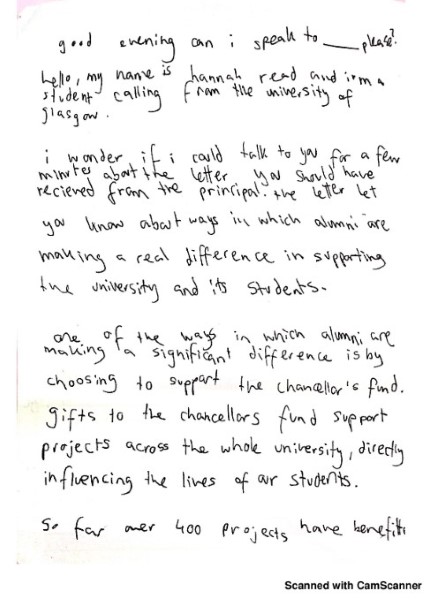 good evening can i speak to ___ please?
hello, my name is hannah read and i'm a
student calling from the university of
glasgow.
i wonder if i could talk to you for a few
minutes about the letter you should have
recieved from the principal. the letter let
you know about ways in which alumni are
making a real difference in supporting
the university and its students.
one of the ways in which alumni are
making a significant difference is by
choosing to support the chancellor's fund.
gifts to the chancellors fund support
projects across the whole university, directly
influencing the lives of our students.
So far over 400 projects have benefit
Scanned with CamScanner